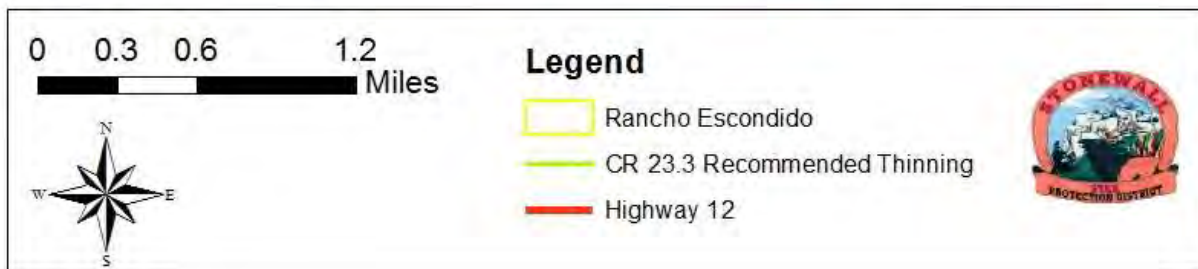 0 0.3 0.6 1.2
Miles
N
W E
S
Legend
Rancho Escondido
CR 23.3 Recommended Thinning
Highway 12
STONEWALL
FIRE
PROTECTION DISTRICT